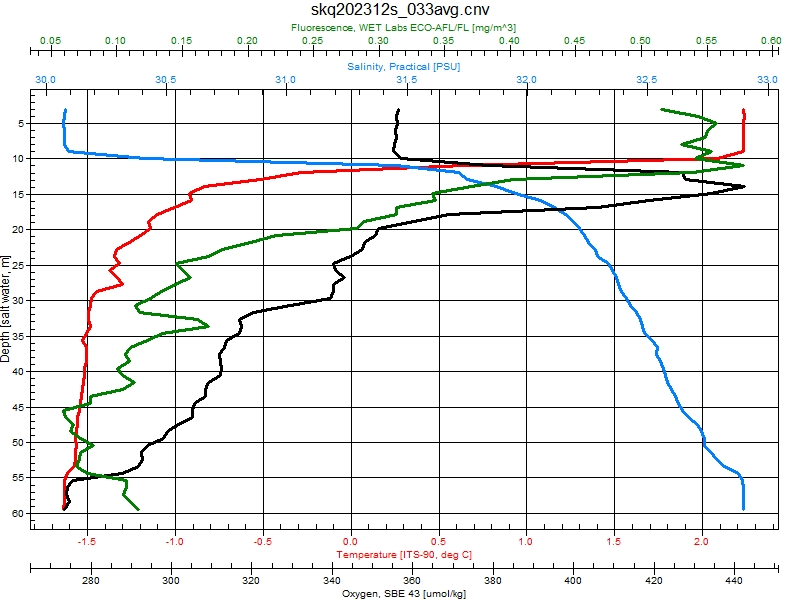 skq202312s_033avg.cnv
Fluorescence, WET Labs ECO-AFL/FL [mg/m^3]
0.05 0.10 0.15 0.20 0.25 0.30 0.35 0.40 0.45 0.50 0.55 0.60
Salinity, Practical [PSU]
30.0 30.5 31.0 31.5 32.0 32.5 33.0
5
10
15
20
25
30
35
40
45
50
55
60
Depth [salt water, m]
-1.5 -1.0 -0.5 0.0 0.5 1.0 1.5 2.0
Temperature [ITS-90, deg C]
280 300 320 340 360 380 400 420 440
Oxygen, SBE 43 [umol/kg]